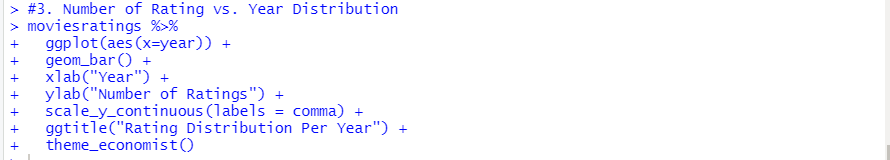 > #3. Number of Rating vs. Year Distribution
> moviesratings %>%
+   ggplot(aes(x=year)) +
+   geom_bar() +
+   xlab("Year") +
+   ylab("Number of Ratings") +
+   scale_y_continuous(labels = comma) +
+   ggtitle("Rating Distribution Per Year") +
+   theme_economist()